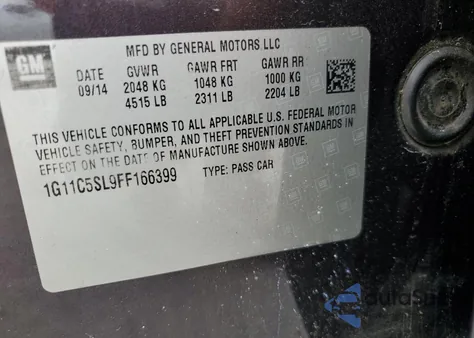 MFD BY GENERAL MOTORS LLC
GM
DATE GVWR GAWR FRT GAWR RR
09/14 2048 KG 1048 KG 1000 KG
4515 LB 2311 LB 2204 LB
THIS VEHICLE CONFORMS TO ALL APPLICABLE U.S. FEDERAL MOTOR
VEHICLE SAFETY, BUMPER, AND THEFT PREVENTION STANDARDS IN
EFFECT ON THE DATE OF MANUFACTURE SHOWN ABOVE.
1G11C5SL9FF166399 TYPE: PASS CAR